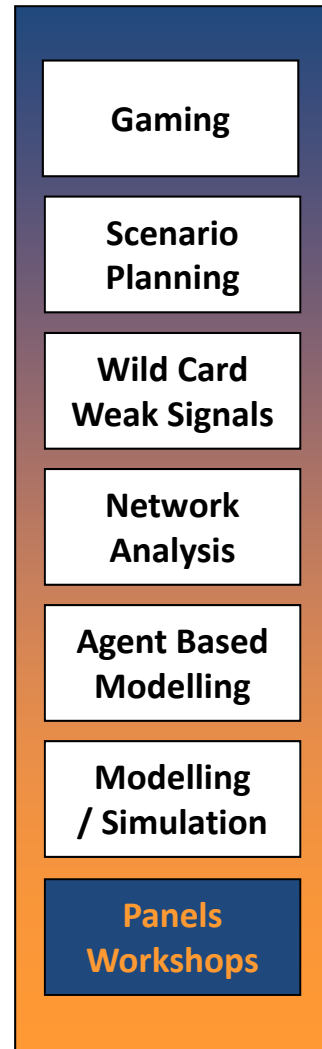 Gaming
Scenario
Planning
Wild Card
Weak Signals
Network
Analysis
Agent Based
Modelling
Modelling
/ Simulation
Panels
Workshops